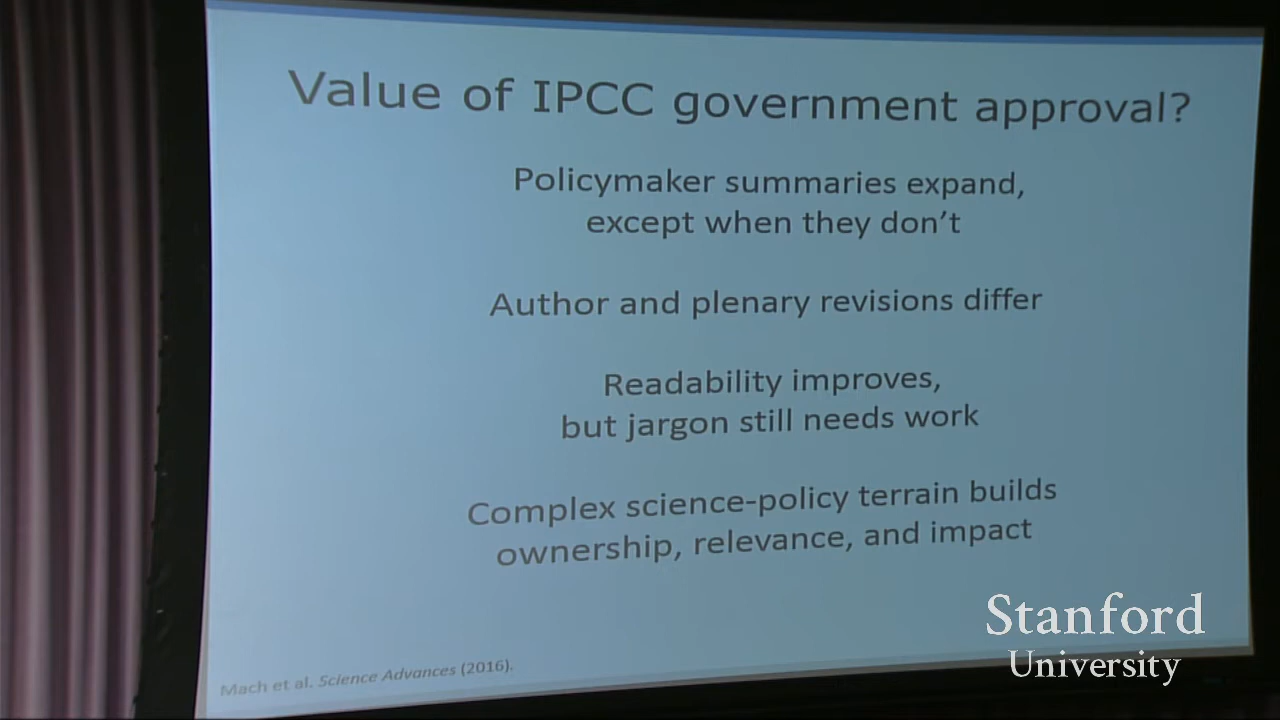 Value of IPCC government approval?
Policymaker summaries expand,
except when they don’t
Author and plenary revisions differ
Readability improves,
but jargon still needs work
Complex science-policy terrain builds
ownership, relevance, and impact
Mach et al. Science Advances (2016).
Stanford
University